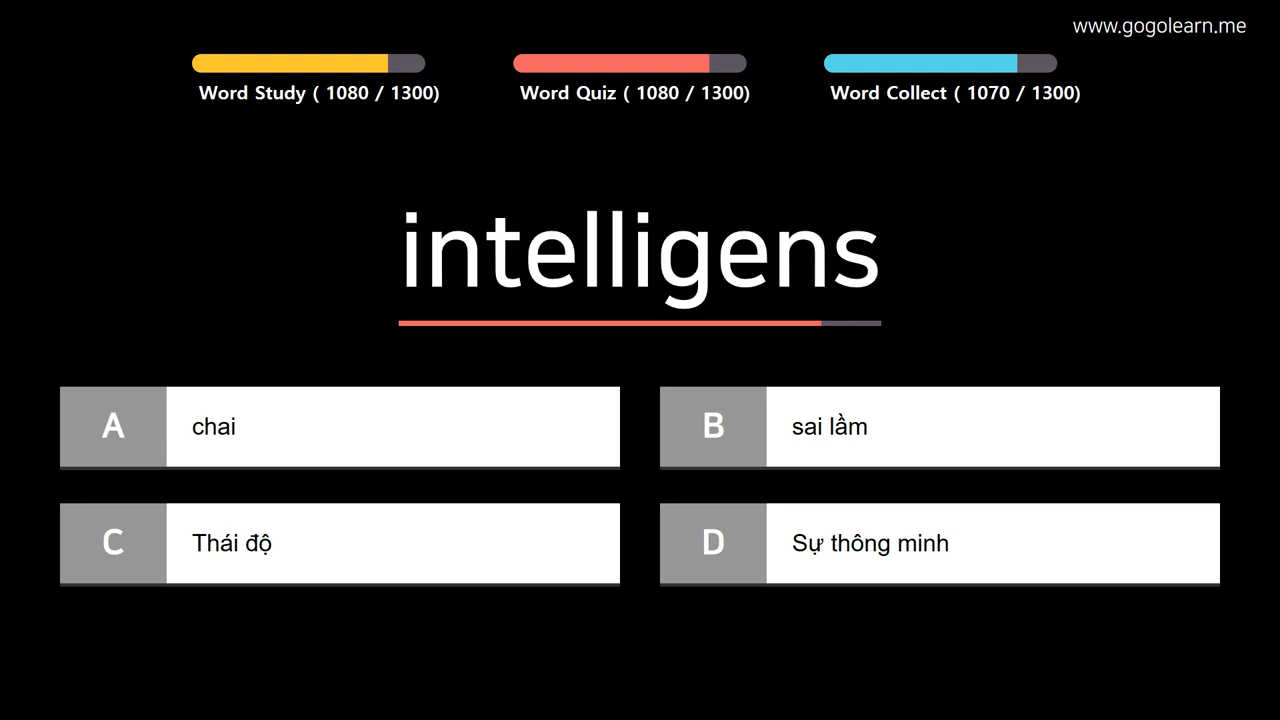 www.gogolearn.me
Word Study ( 1080 / 1300)
Word Quiz ( 1080 / 1300)
Word Collect ( 1070 / 1300)
intelligens
A chai
B sai lầm
C Thái độ
D Sự thông minh